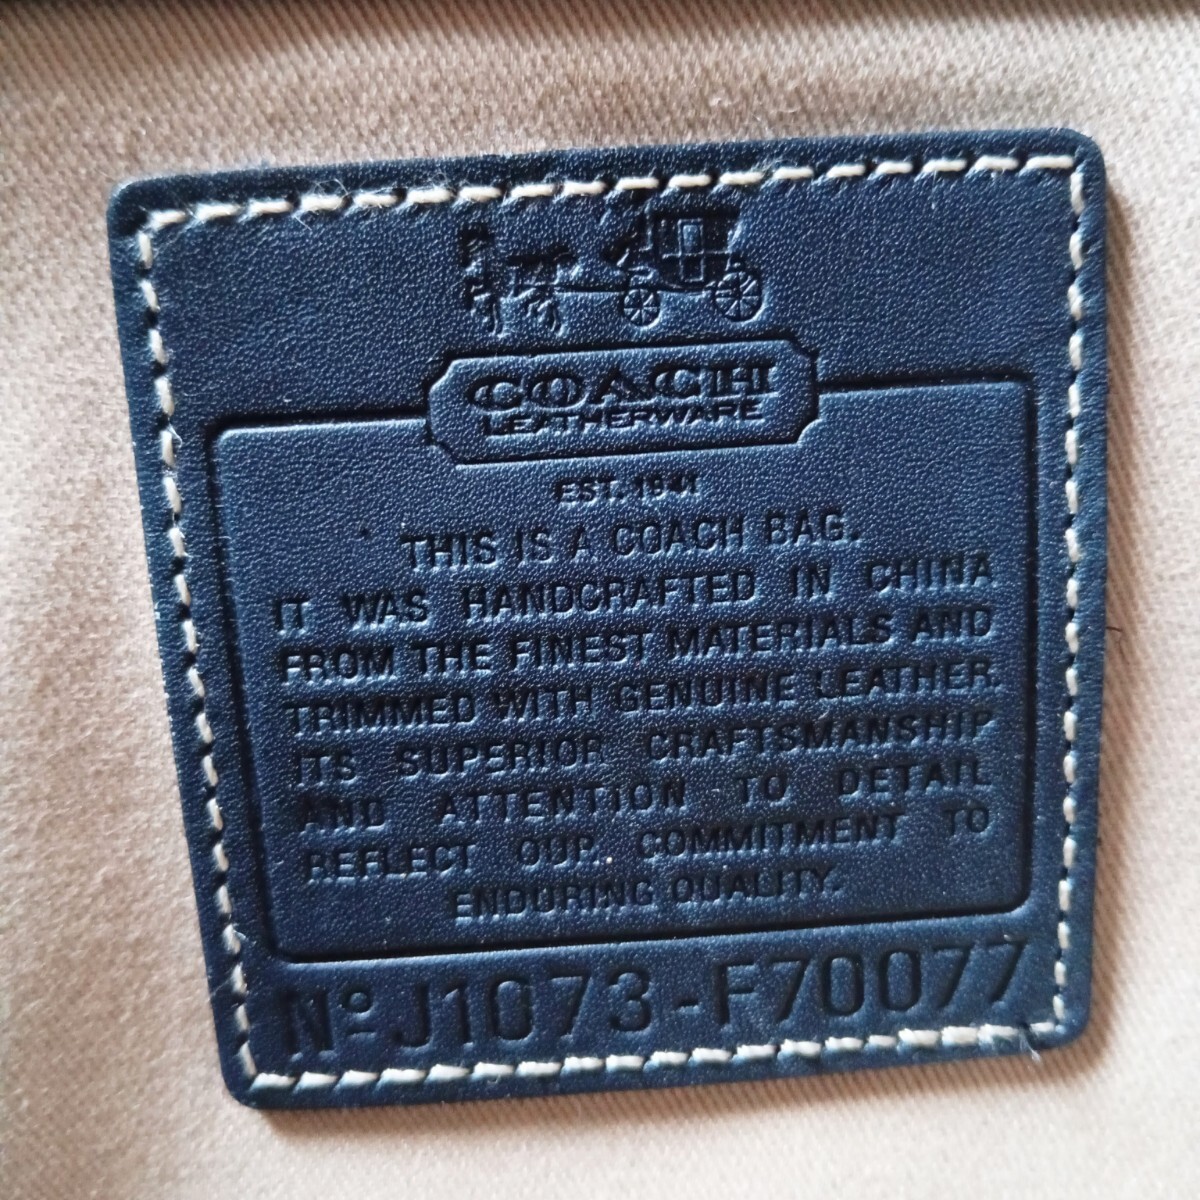 COACH
LEATHERWARE
EST. 1941
THIS IS A COACH BAG.
IT WAS HANDCRAFTED IN CHINA
FROM THE FINEST MATERIALS AND
TRIMMED WITH GENUINE LEATHER.
ITS SUPERIOR CRAFTSMANSHIP
AND ATTENTION TO DETAIL
REFLECT OUR COMMITMENT TO
ENDURING QUALITY.
Nº J1073-F70077